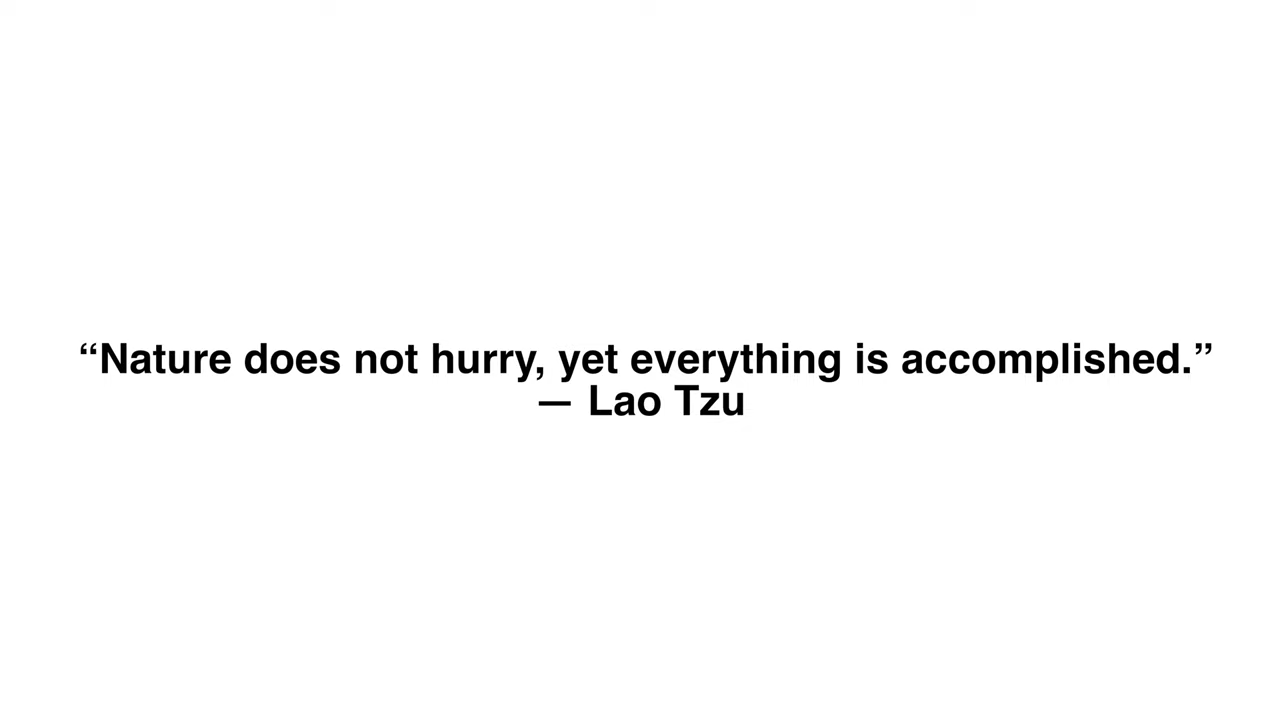 “Nature does not hurry, yet everything is accomplished.”
— Lao Tzu